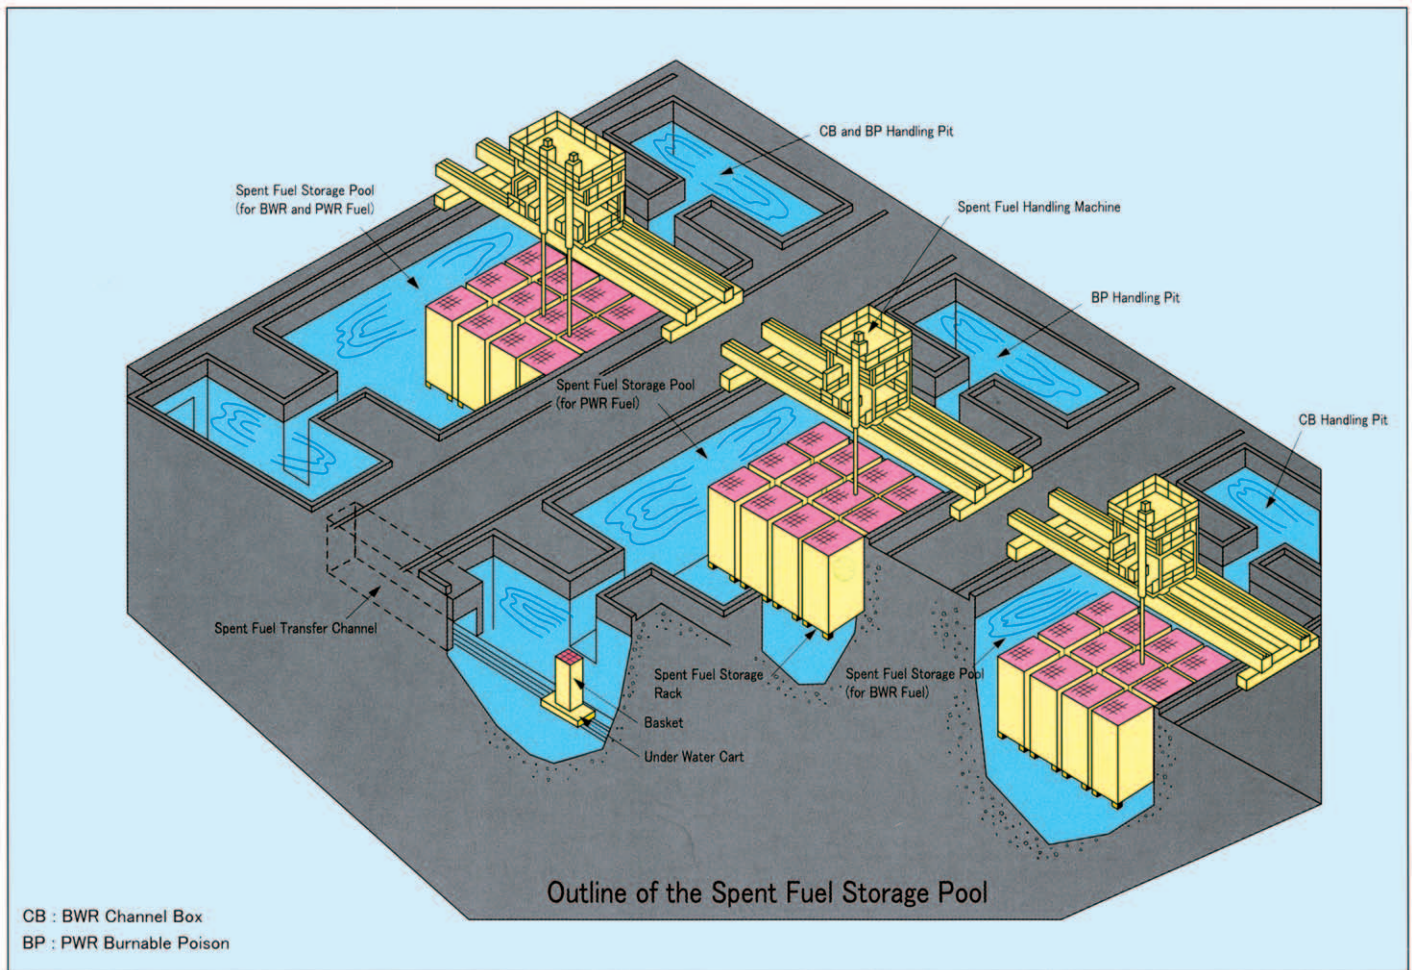 CB and BP Handling Pit
Spent Fuel Storage Pool
(for BWR and PWR Fuel)
Spent Fuel Handling Machine
BP Handling Pit
Spent Fuel Storage Pool
(for PWR Fuel)
CB Handling Pit
Spent Fuel Transfer Channel
Spent Fuel Storage
Rack
Spent Fuel Storage Pool
(for BWR Fuel)
Basket
Under Water Cart
Outline of the Spent Fuel Storage Pool
CB : BWR Channel Box
BP : PWR Burnable Poison